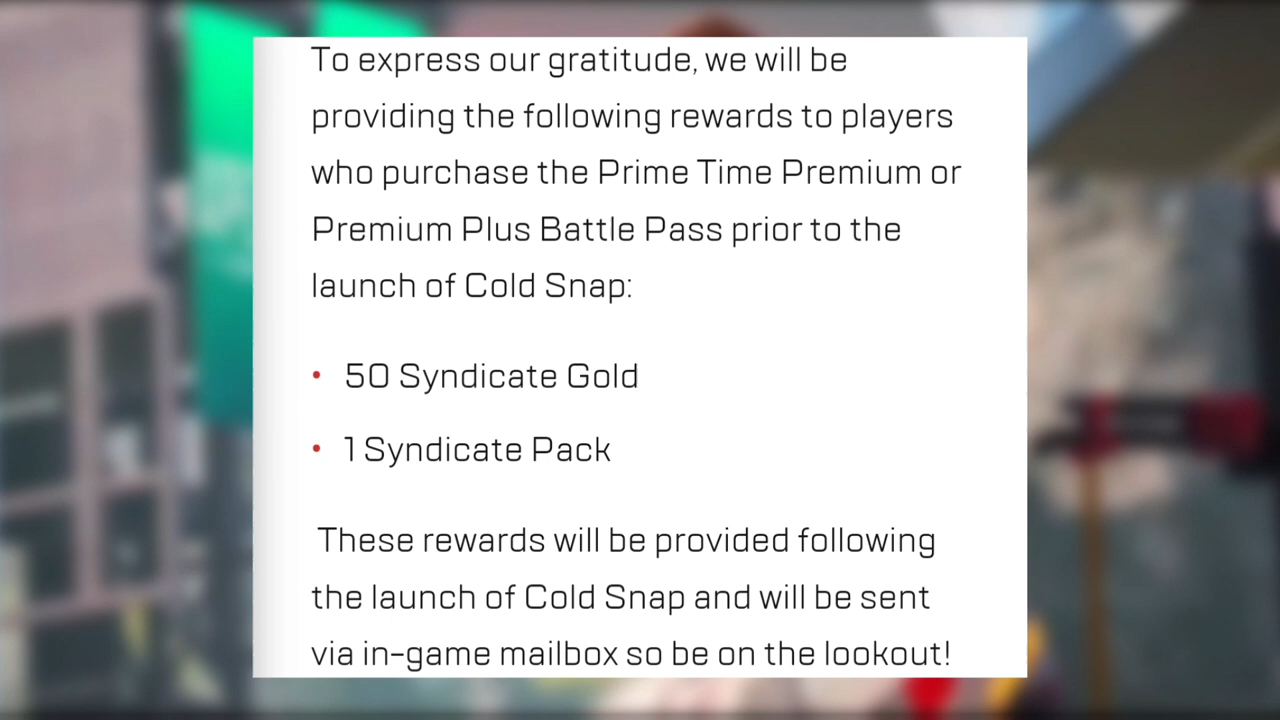 To express our gratitude, we will be
providing the following rewards to players
who purchase the Prime Time Premium or
Premium Plus Battle Pass prior to the
launch of Cold Snap:
• 50 Syndicate Gold
• 1 Syndicate Pack
These rewards will be provided following
the launch of Cold Snap and will be sent
via in-game mailbox so be on the lookout!